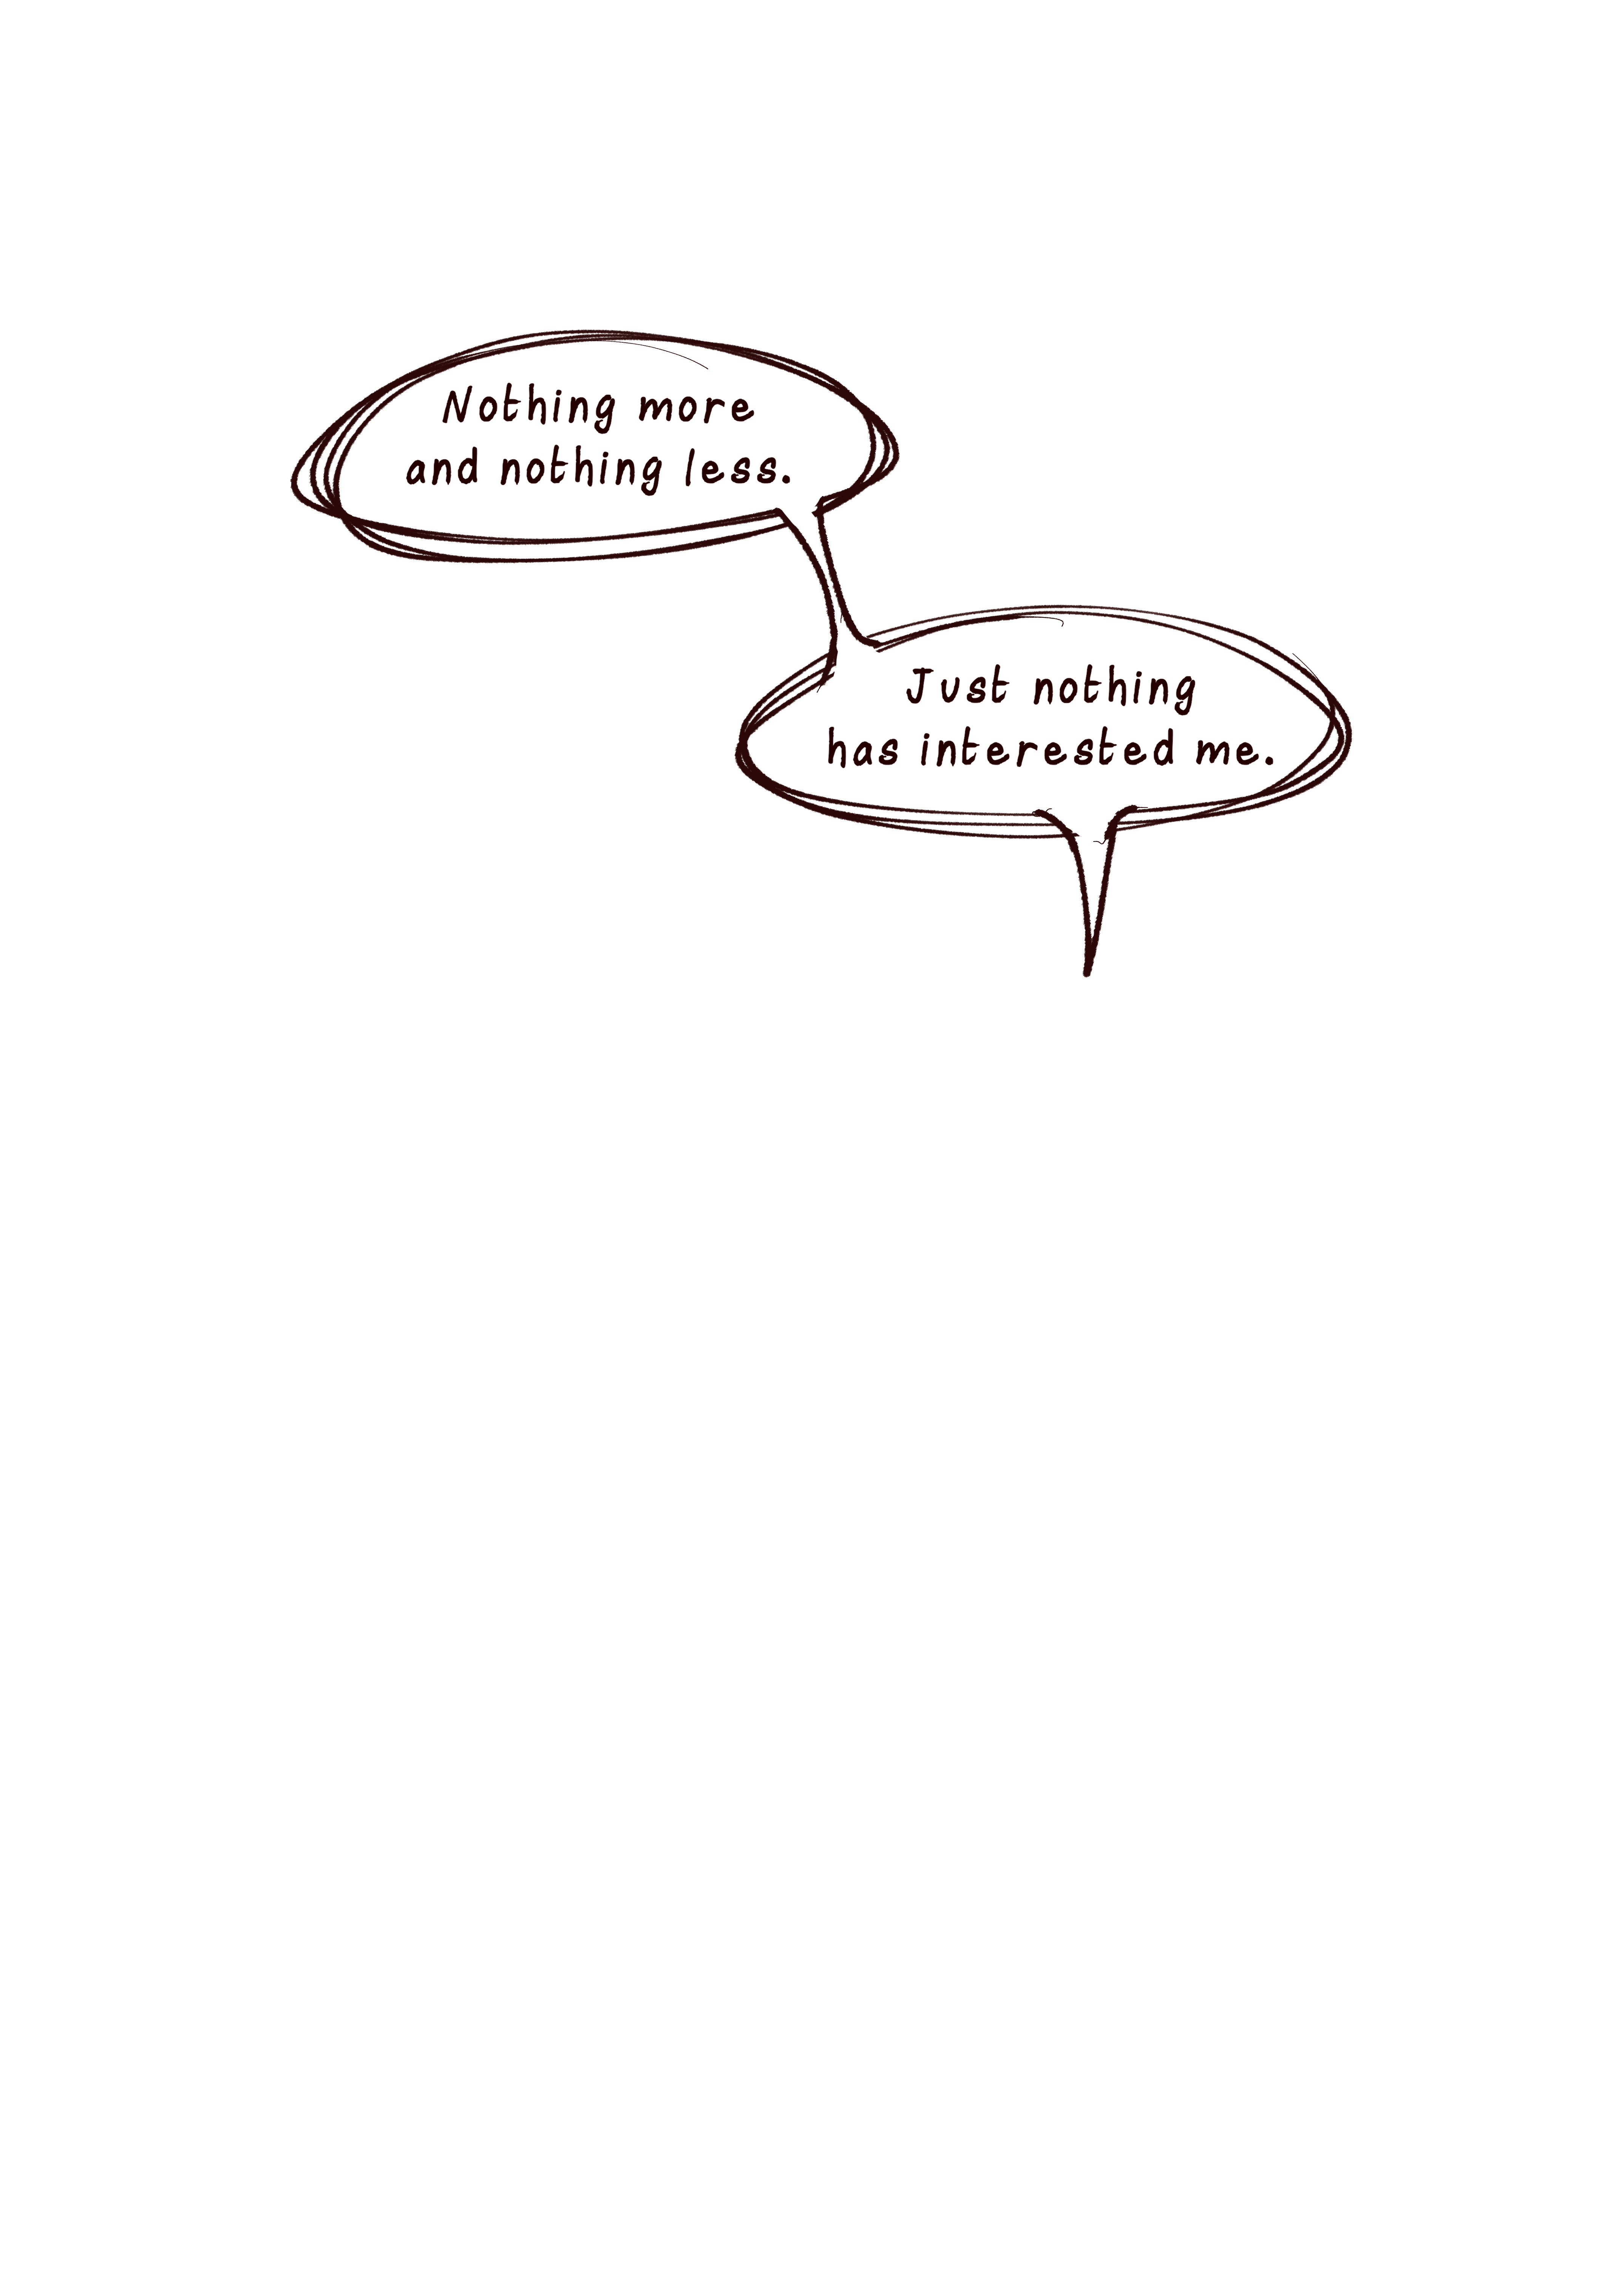 Nothing more
and nothing less.
Just nothing
has interested me.